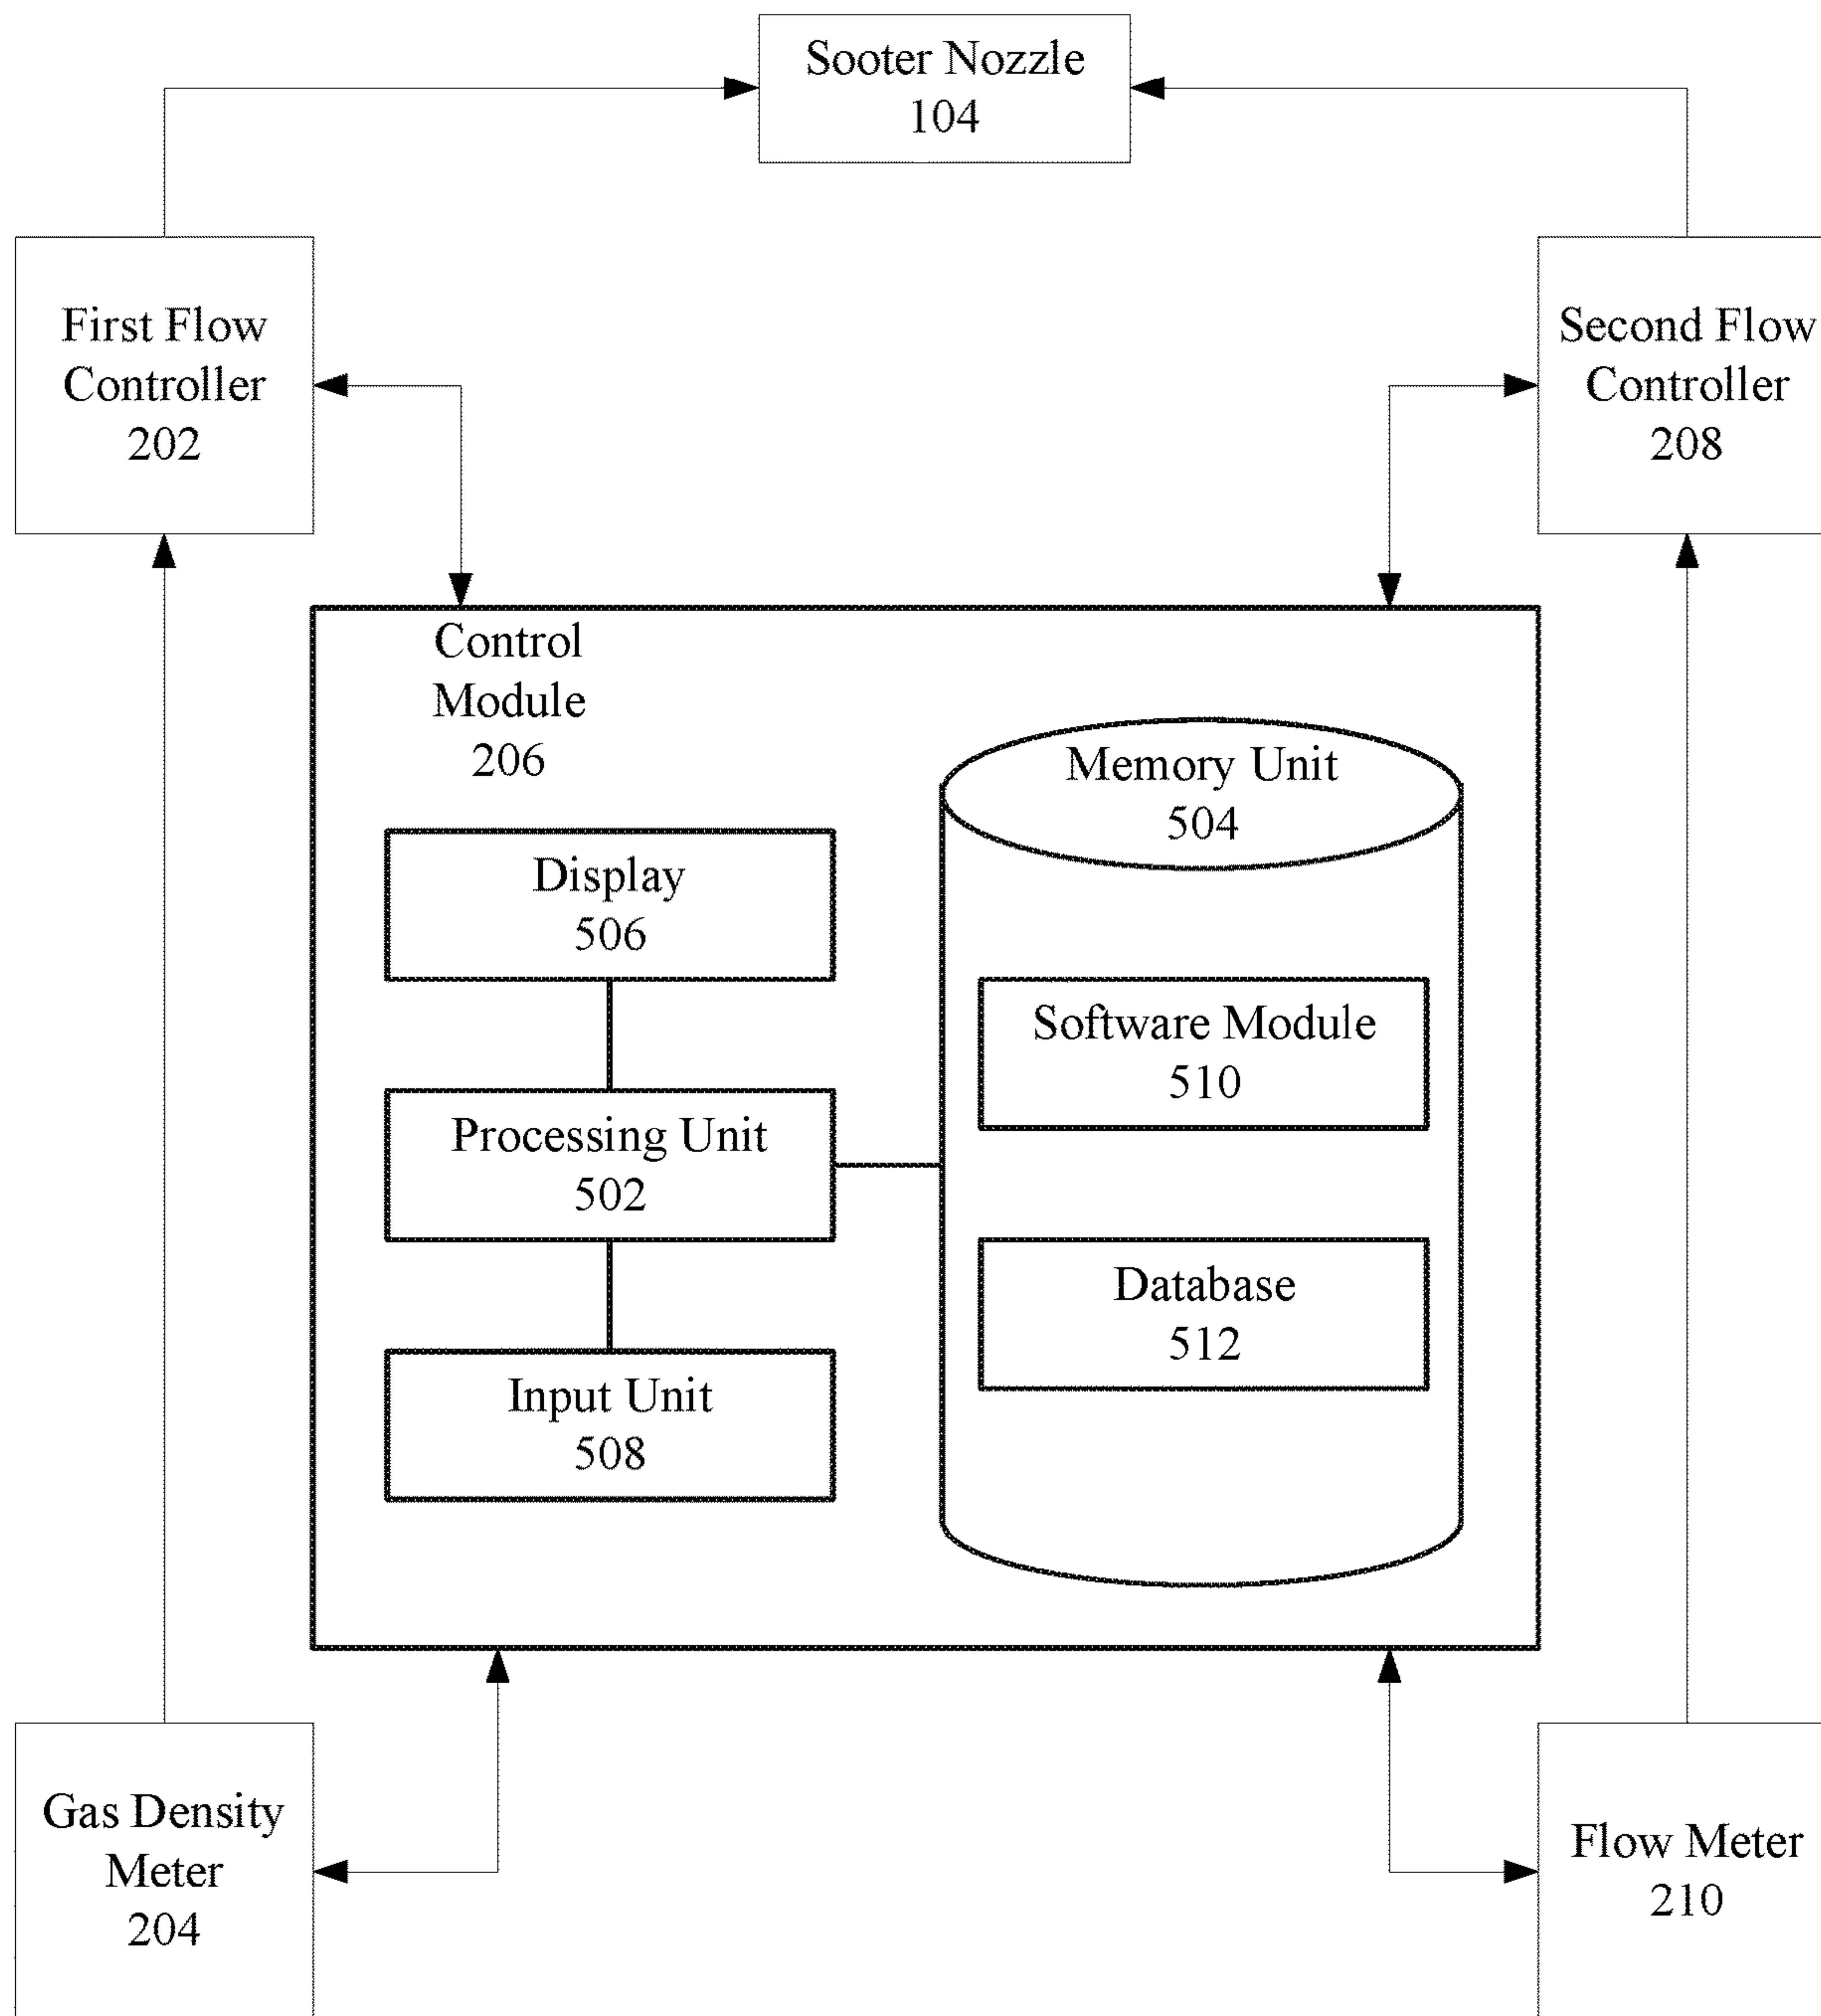 Sooter Nozzle
104
First Flow
Controller
202
Second Flow
Controller
208
Control
Module
206
Memory Unit
504
Display
506
Software Module
510
Processing Unit
502
Database
512
Input Unit
508
Gas Density
Meter
204
Flow Meter
210